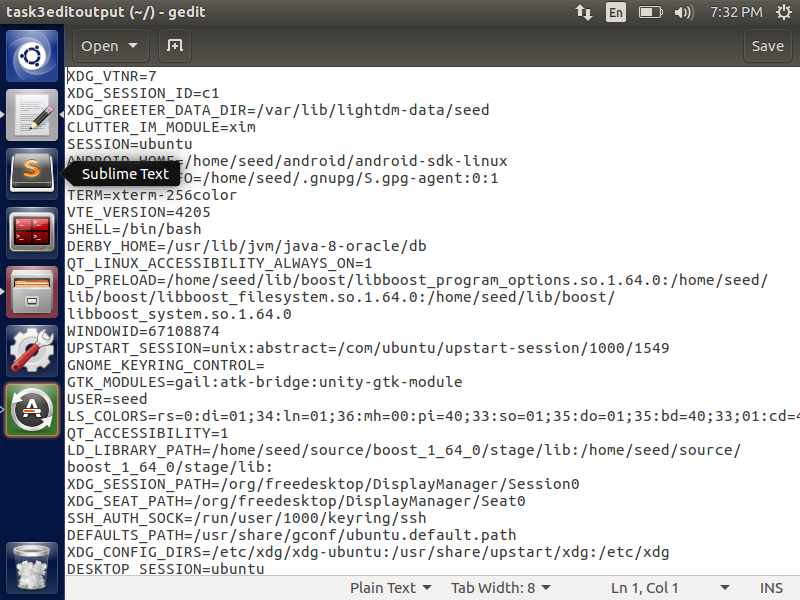 task3editoutput (~/) - gedit
En
7:32 PM
Open
Save
XDG_VTNR=7
XDG_SESSION_ID=c1
XDG_GREETER_DATA_DIR=/var/lib/lightdm-data/seed
CLUTTER_IM_MODULE=xim
SESSION=ubuntu
ANDROID_HOME=/home/seed/android/android-sdk-linux
Sublime Text
FO=/home/seed/.gnupg/S.gpg-agent:0:1
TERM=xterm-256color
VTE_VERSION=4205
SHELL=/bin/bash
DERBY_HOME=/usr/lib/jvm/java-8-oracle/db
QT_LINUX_ACCESSIBILITY_ALWAYS_ON=1
LD_PRELOAD=/home/seed/lib/boost/libboost_program_options.so.1.64.0:/home/seed/
lib/boost/libboost_filesystem.so.1.64.0:/home/seed/lib/boost/
libboost_system.so.1.64.0
WINDOWID=67108874
UPSTART_SESSION=unix:abstract=/com/ubuntu/upstart-session/1000/1549
GNOME_KEYRING_CONTROL=
GTK_MODULES=gail:atk-bridge:unity-gtk-module
USER=seed
LS_COLORS=rs=0:di=01;34:ln=01;36:mh=00:pi=40;33:so=01;35:do=01;35:bd=40;33;01:cd=4
QT_ACCESSIBILITY=1
LD_LIBRARY_PATH=/home/seed/source/boost_1_64_0/stage/lib:/home/seed/source/
boost_1_64_0/stage/lib:
XDG_SESSION_PATH=/org/freedesktop/DisplayManager/Session0
XDG_SEAT_PATH=/org/freedesktop/DisplayManager/Seat0
SSH_AUTH_SOCK=/run/user/1000/keyring/ssh
DEFAULTS_PATH=/usr/share/gconf/ubuntu.default.path
XDG_CONFIG_DIRS=/etc/xdg/xdg-ubuntu:/usr/share/upstart/xdg:/etc/xdg
DESKTOP_SESSION=ubuntu
Plain Text
Tab Width: 8
Ln 1, Col 1
INS